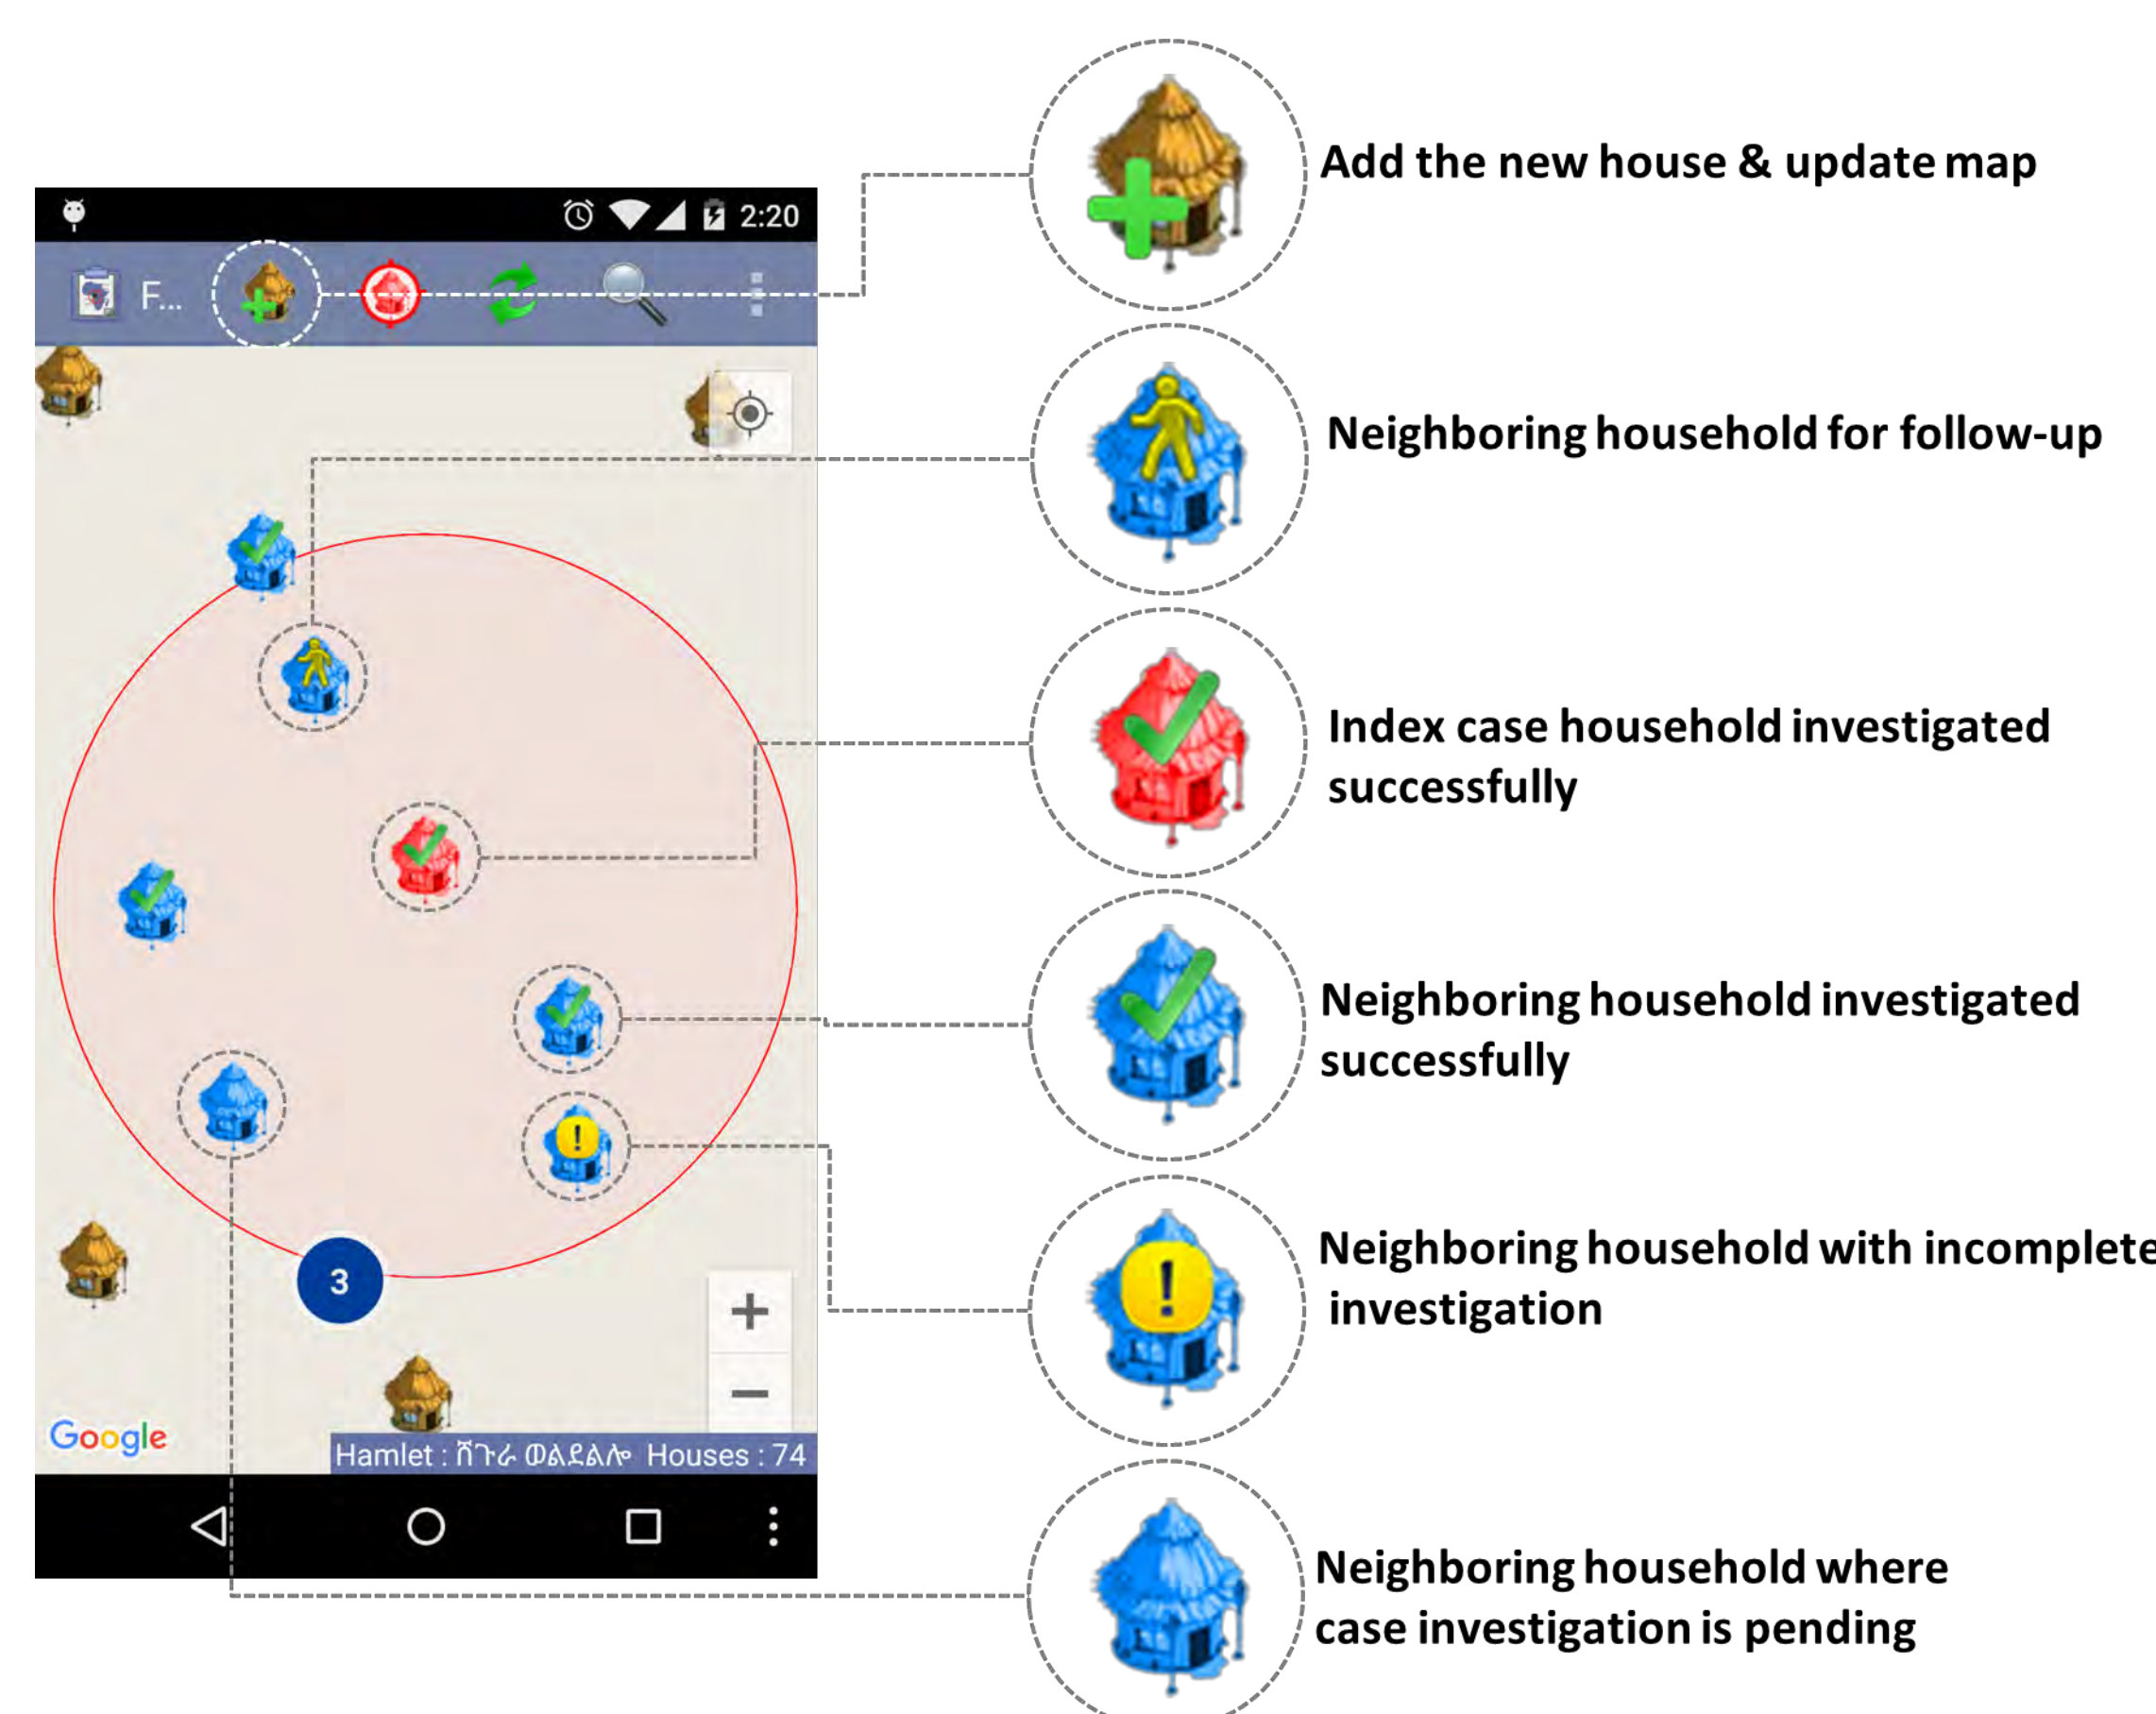 2:20
F...
3
Google
Hamlet : ሸጉራ ወልደልሎ Houses : 74
Add the new house & update map
Neighboring household for follow-up
Index case household investigated
successfully
Neighboring household investigated
successfully
Neighboring household with incomplete
investigation
Neighboring household where
case investigation is pending